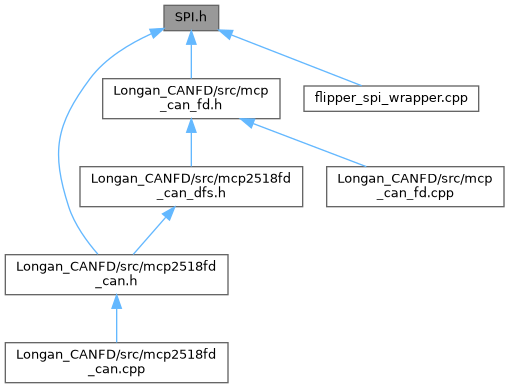 SPI.h
Longan_CANFD/src/mcp
_can_fd.h
flipper_spi_wrapper.cpp
Longan_CANFD/src/mcp2518fd
_can_dfs.h
Longan_CANFD/src/mcp
_can_fd.cpp
Longan_CANFD/src/mcp2518fd
_can.h
Longan_CANFD/src/mcp2518fd
_can.cpp